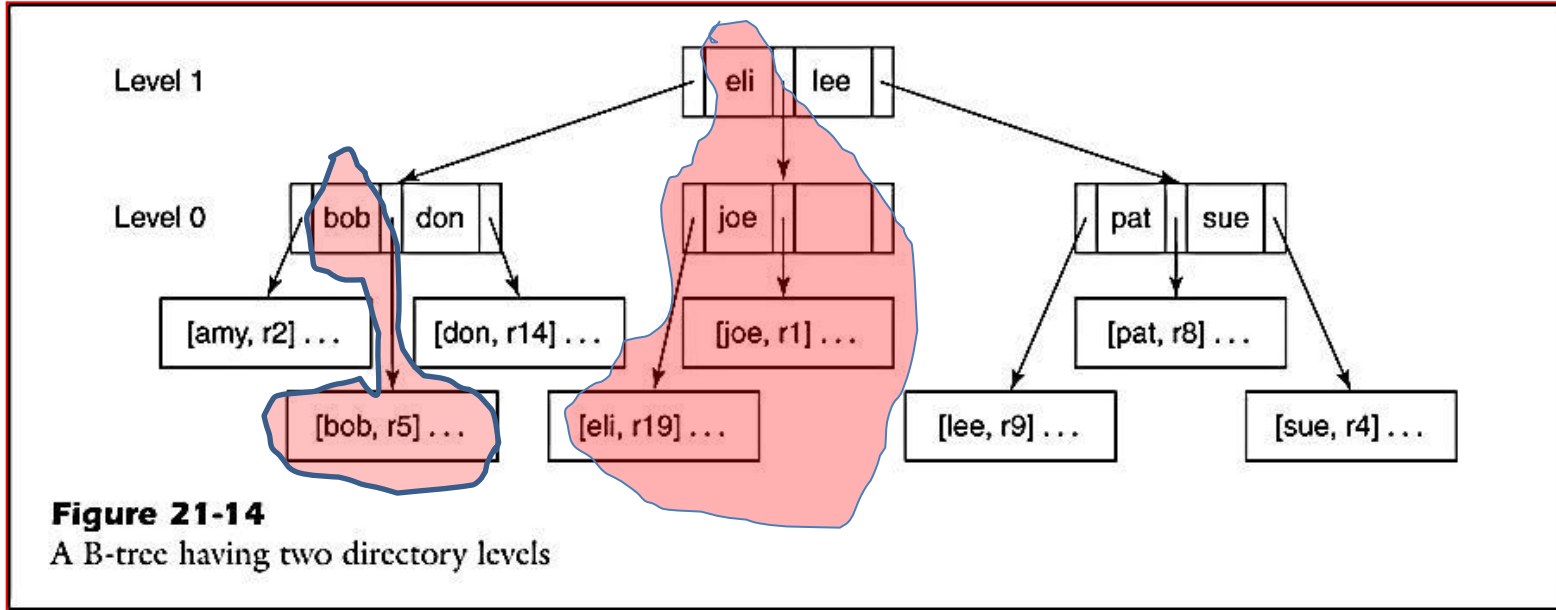 Level 1
eli lee
Level 0
bob don
joe
pat sue
[amy, r2] . . .
[don, r14] . . .
[joe, r1] . . .
[pat, r8] . . .
[bob, r5] . . .
[eli, r19] . . .
[lee, r9] . . .
[sue, r4] . . .
Figure 21-14
A B-tree having two directory levels